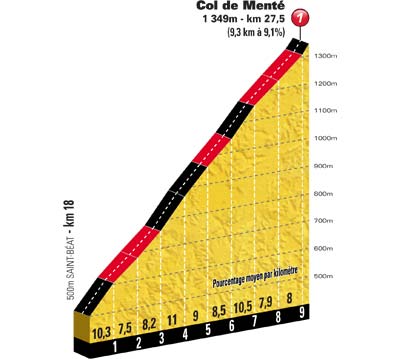 Col de Menté
1 349m - km 27,5
(9,3 km à 9,1%)
1
1300m
1200m
1100m
1000m
900m
800m
700m
600m
500m
500m SAINT-BÉAT - km 18
Pourcentage moyen par kilomètre
10,3 7,5 8,2 11 9 8,5 10,5 7,9 8
1 2 3 4 5 6 7 8 9